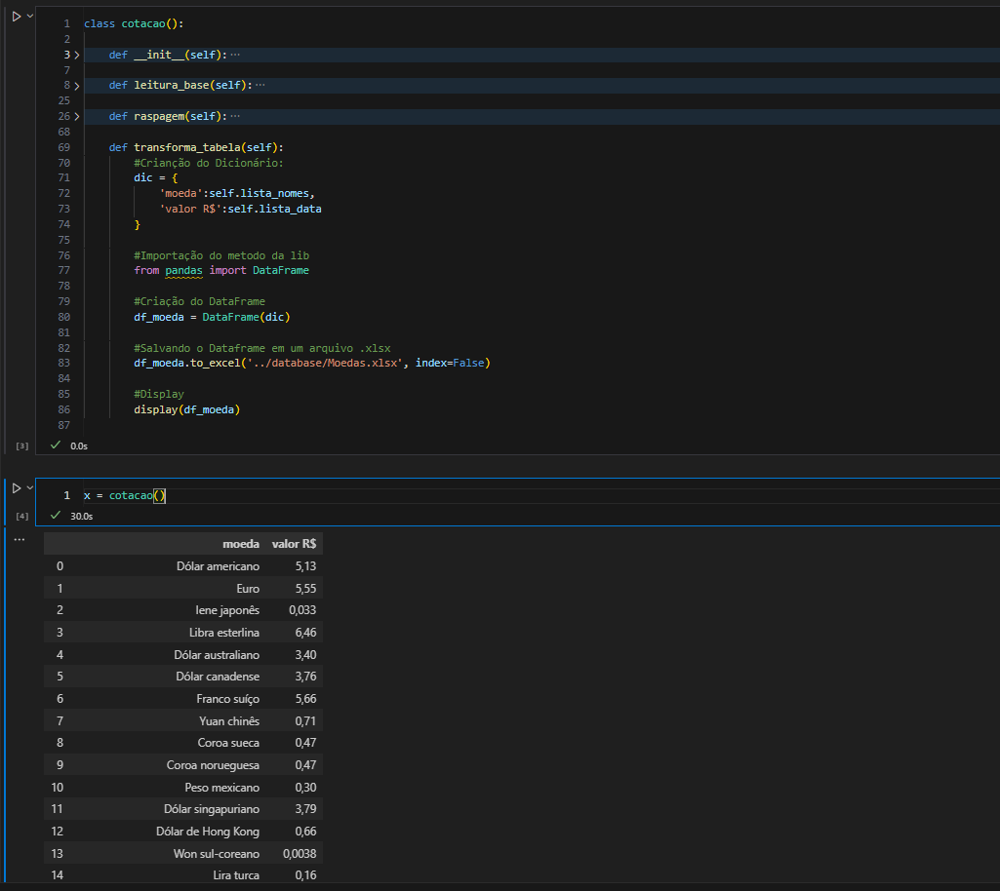 1 class cotacao():
2
3 def __init__(self): ...
7
8 def leitura_base(self): ...
25
26 def raspagem(self): ...
68
69 def transforma_tabela(self):
70 #Crianção do Dicionário:
71 dic = {
72 'moeda':self.lista_nomes,
73 'valor R$':self.lista_data
74 }
75
76 #Importação do metodo da lib
77 from pandas import DataFrame
78
79 #Criação do DataFrame
80 df_moeda = DataFrame(dic)
81
82 #Salvando o Dataframe em um arquivo .xlsx
83 df_moeda.to_excel('../database/Moedas.xlsx', index=False)
84
85 #Display
86 display(df_moeda)
87
[3] 0.0s
1 x = cotacao()
[4] 30.0s
moeda valor R$
0 Dólar americano 5,13
1 Euro 5,55
2 Iene japonês 0,033
3 Libra esterlina 6,46
4 Dólar australiano 3,40
5 Dólar canadense 3,76
6 Franco suíço 5,66
7 Yuan chinês 0,71
8 Coroa sueca 0,47
9 Coroa norueguesa 0,47
10 Peso mexicano 0,30
11 Dólar singapuriano 3,79
12 Dólar de Hong Kong 0,66
13 Won sul-coreano 0,0038
14 Lira turca 0,16